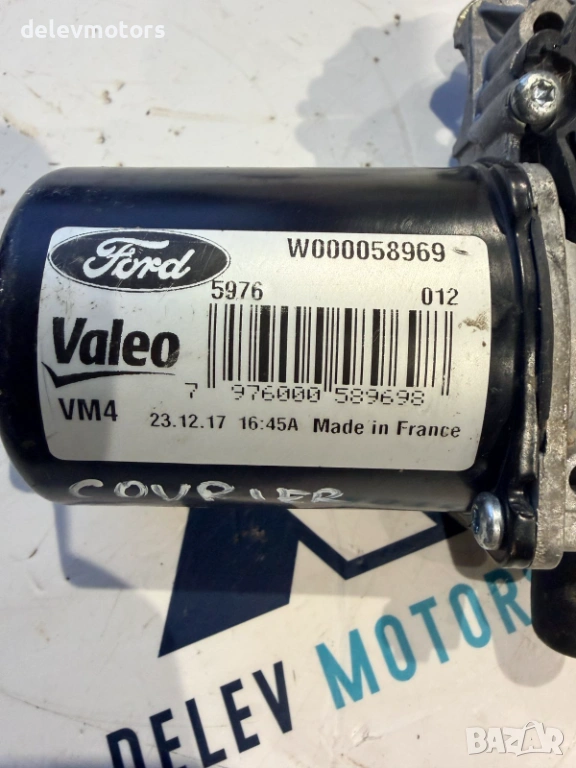 delevmotors
Ford
W000058969
5976 012
Valeo
7 976000 589698
VM4 23.12.17 16:45A Made in France
COURIER
DELEV MOTORS
BAZAR